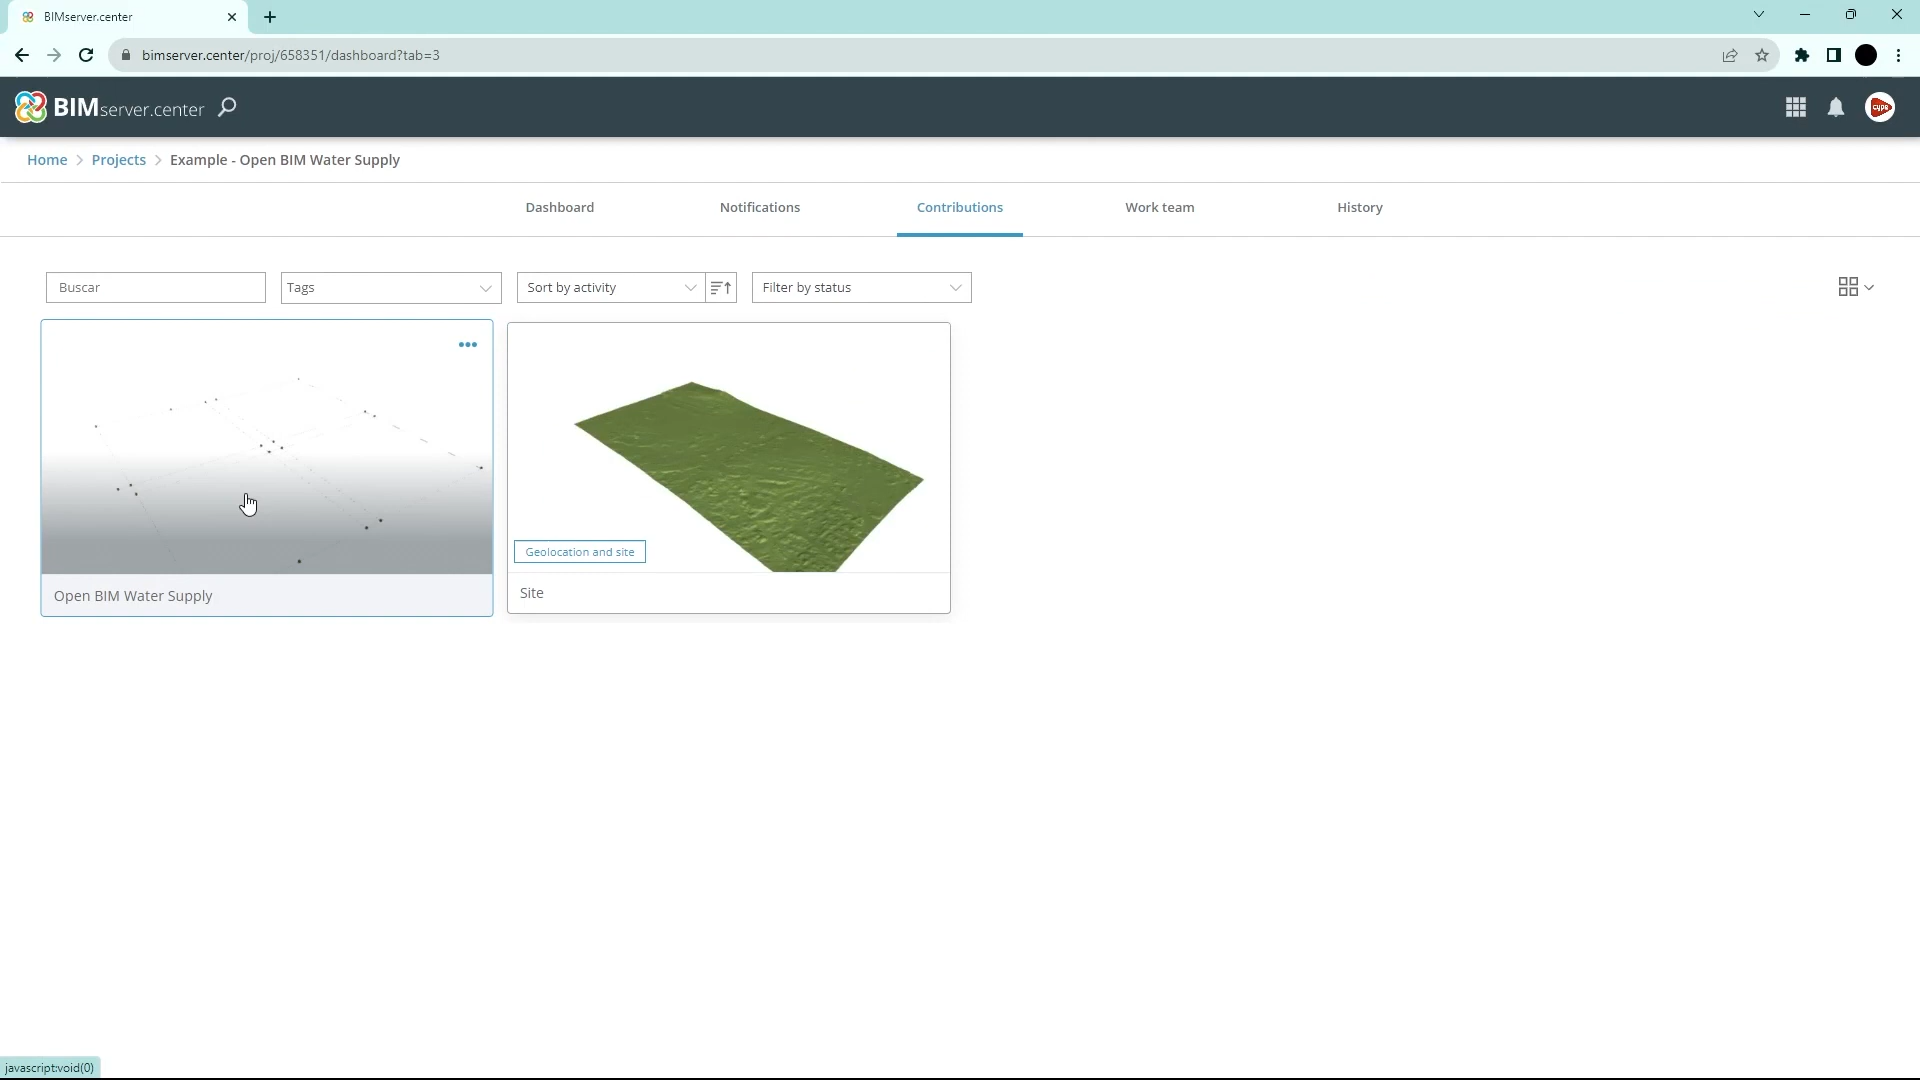 BIMserver.center
bimserver.center/proj/658351/dashboard?tab=3
BIMserver.center
cype
Home > Projects > Example - Open BIM Water Supply
Dashboard Notifications Contributions Work team History
Buscar Tags Sort by activity Filter by status
Geolocation and site
Open BIM Water Supply
Site
javascript:void(0)